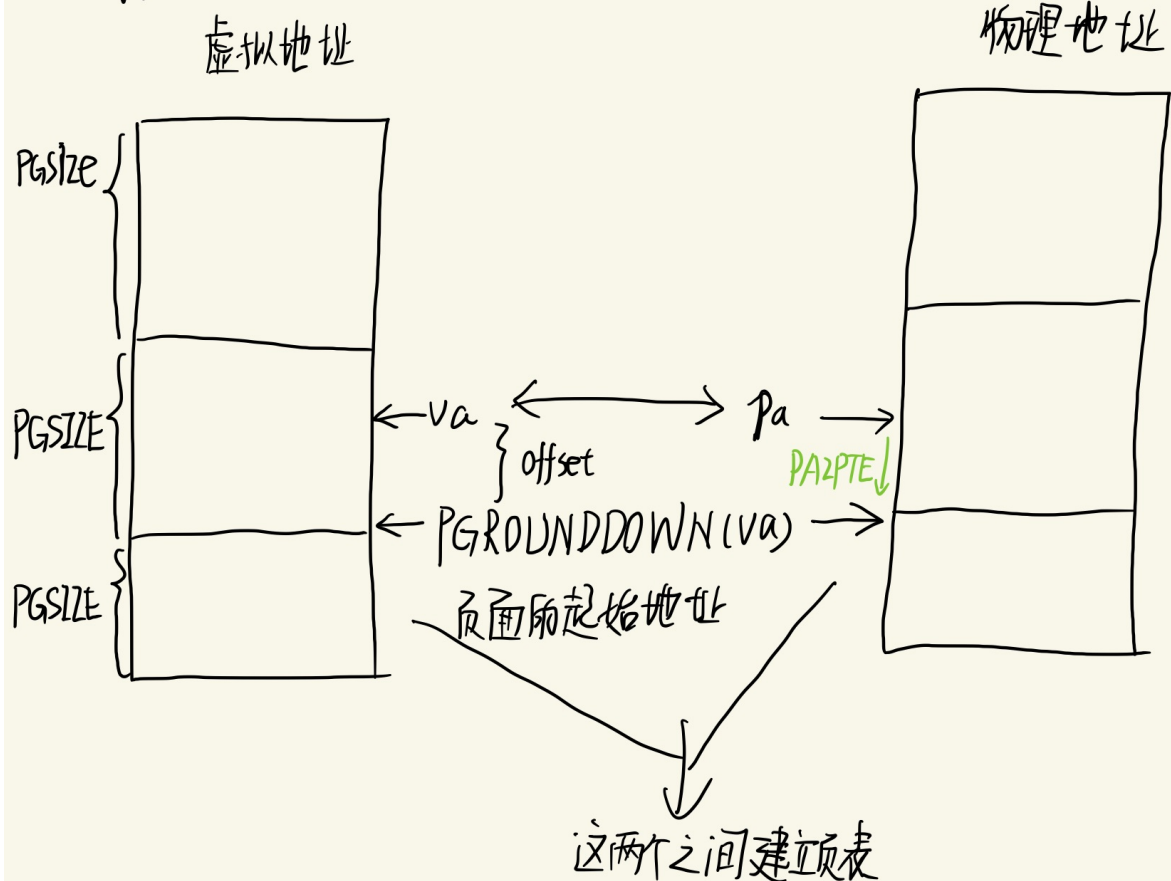 虚拟地址
物理地址
PGSIZE
PGSIZE
va
pa
offset
PA2PTE
PGROUNDDOWN(va)
PGSIZE
页面的起始地址
这两个之间建立页表